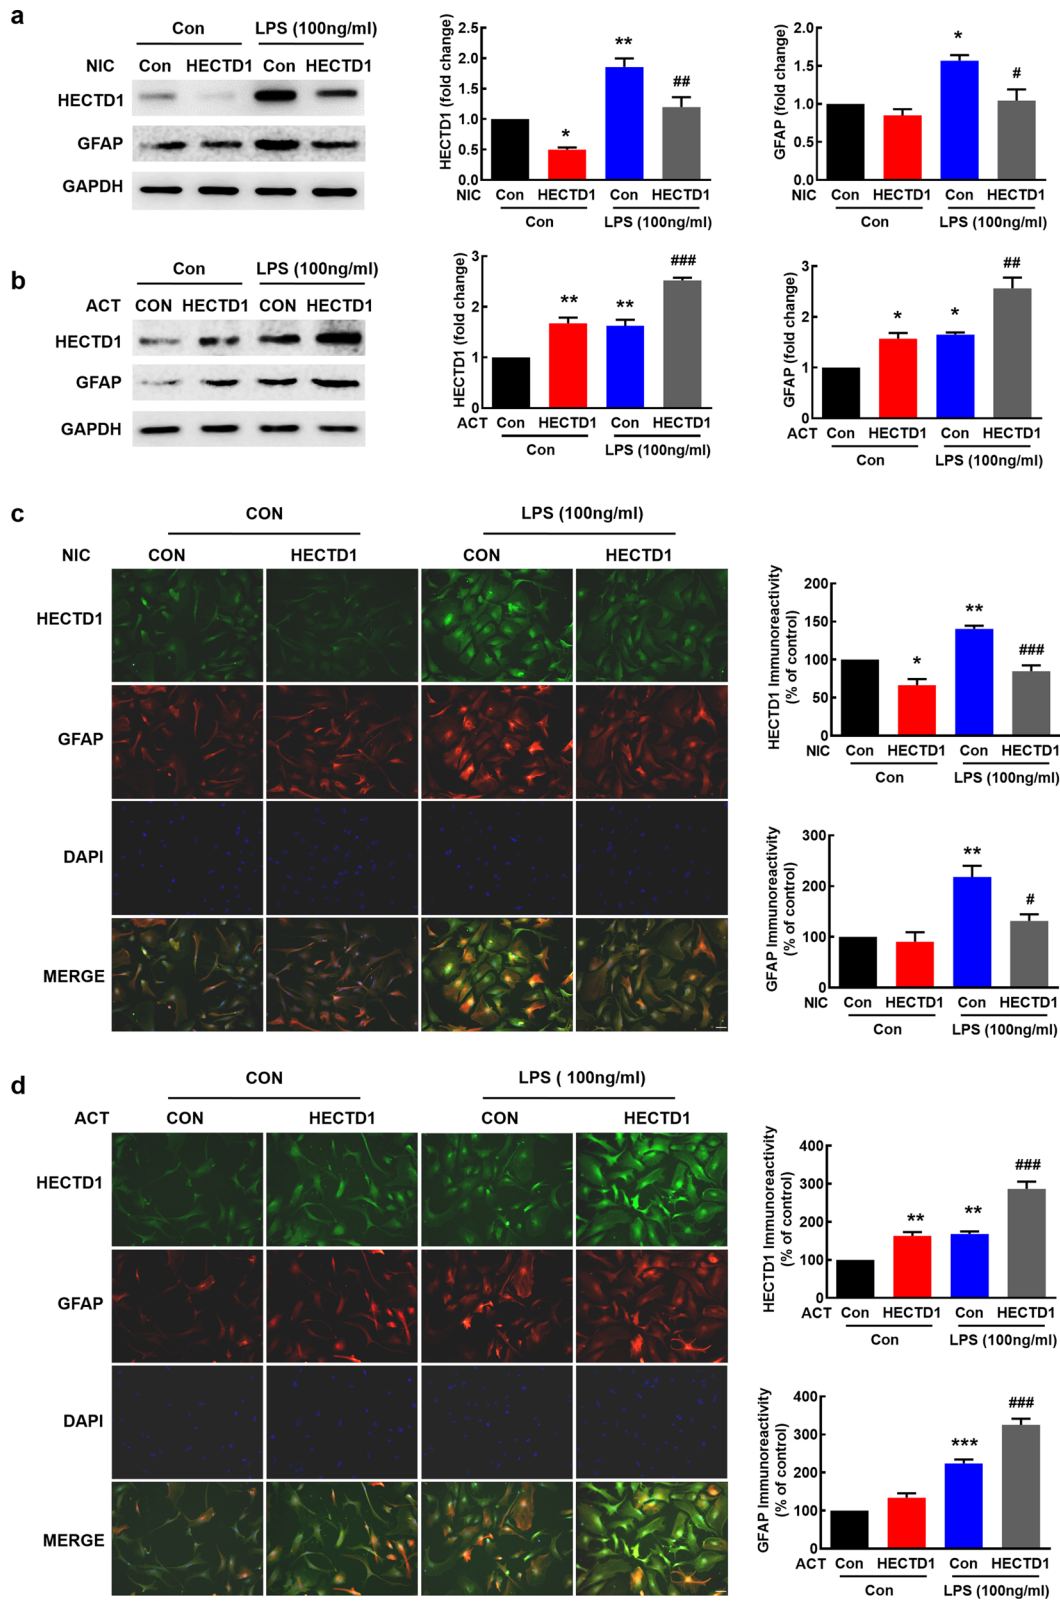 a
Con LPS (100ng/ml)
NIC Con HECTD1 Con HECTD1
HECTD1
GFAP
GAPDH
HECTD1 (fold change)
2.5
2.0
1.5
1.0
0.5
0.0
* ** ##
NIC Con HECTD1 Con HECTD1
Con LPS (100ng/ml)
GFAP (fold change)
2.0
1.5
1.0
0.5
0.0
* #
NIC Con HECTD1 Con HECTD1
Con LPS (100ng/ml)
b
Con LPS (100ng/ml)
ACT CON HECTD1 CON HECTD1
HECTD1
GFAP
GAPDH
HECTD1 (fold change)
3
2
1
0
** ** ###
ACT Con HECTD1 Con HECTD1
Con LPS (100ng/ml)
GFAP (fold change)
3
2
1
0
* * ##
ACT Con HECTD1 Con HECTD1
Con LPS (100ng/ml)
c
CON LPS (100ng/ml)
NIC CON HECTD1 CON HECTD1
HECTD1
GFAP
DAPI
MERGE
HECTD1 Immunoreactivity
(% of control)
200
150
100
50
0
* ** ###
NIC Con HECTD1 Con HECTD1
Con LPS (100ng/ml)
GFAP Immunoreactivity
(% of control)
300
200
100
0
** #
NIC Con HECTD1 Con HECTD1
Con LPS (100ng/ml)
d
CON LPS ( 100ng/ml)
ACT CON HECTD1 CON HECTD1
HECTD1
GFAP
DAPI
MERGE
HECTD1 Immunoreactivity
(% of control)
400
300
200
100
0
** ** ###
ACT Con HECTD1 Con HECTD1
Con LPS (100ng/ml)
GFAP Immunoreactivity
(% of control)
400
300
200
100
0
*** ###
ACT Con HECTD1 Con HECTD1
Con LPS (100ng/ml)